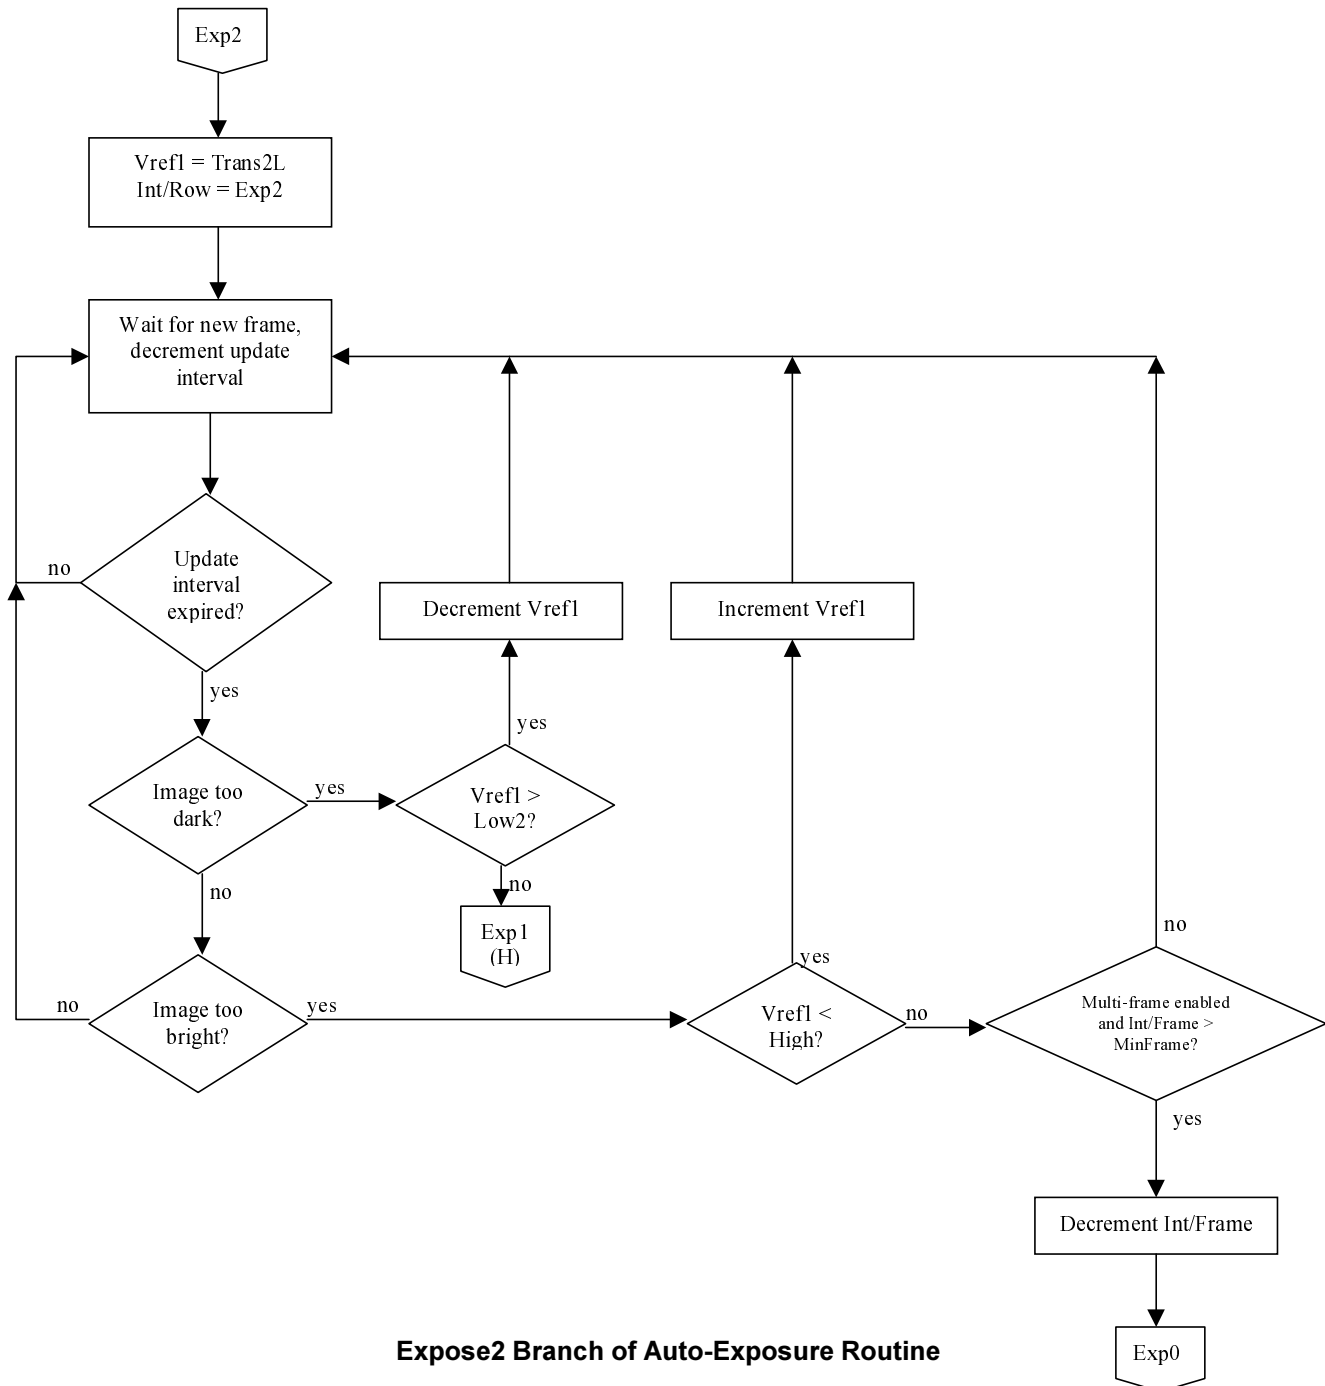 Exp2
Vref1 = Trans2L
Int/Row = Exp2
Wait for new frame,
decrement update
interval
no
Update
interval
expired?
yes
Decrement Vref1
Increment Vref1
yes
Image too
dark?
yes
Vref1 >
Low2?
no
no
Exp1
(H)
no
Image too
bright?
yes
yes
Vref1 <
High?
no
no
Multi-frame enabled
and Int/Frame >
MinFrame?
yes
Decrement Int/Frame
Exp0
Expose2 Branch of Auto-Exposure Routine